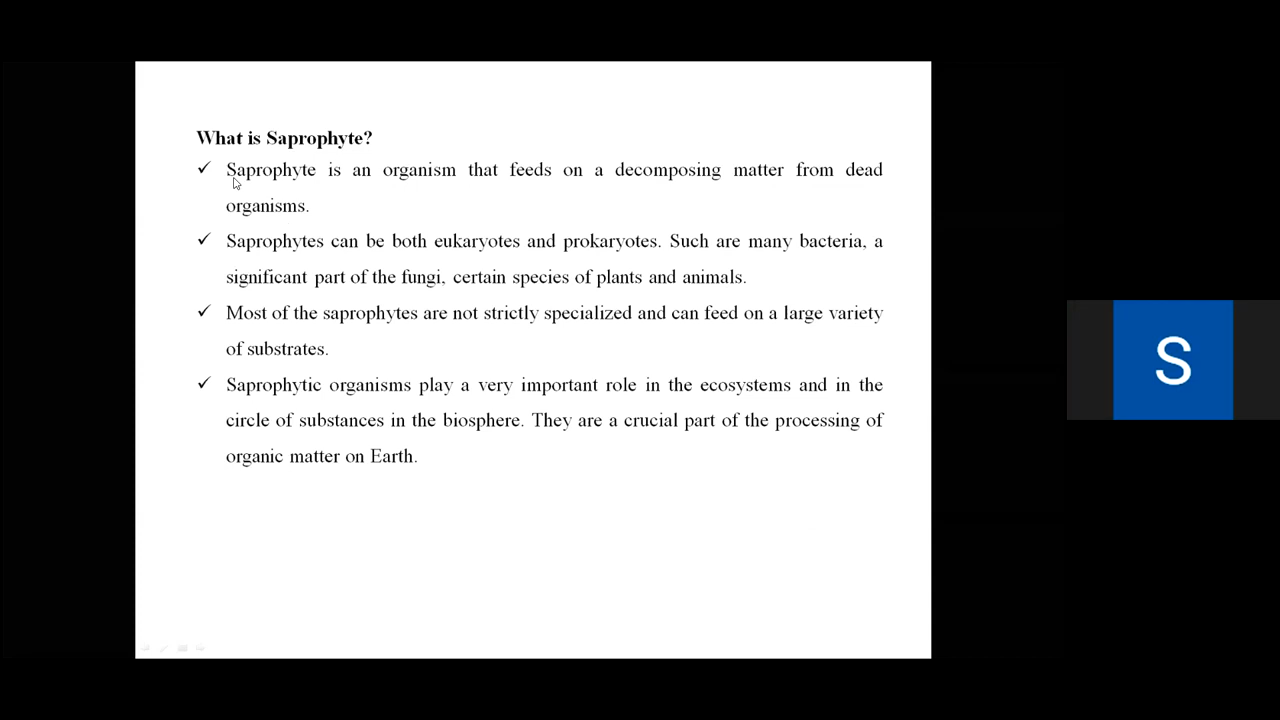 What is Saprophyte?
✓ Saprophyte is an organism that feeds on a decomposing matter from dead
organisms.
✓ Saprophytes can be both eukaryotes and prokaryotes. Such are many bacteria, a
significant part of the fungi, certain species of plants and animals.
✓ Most of the saprophytes are not strictly specialized and can feed on a large variety
of substrates.
✓ Saprophytic organisms play a very important role in the ecosystems and in the
circle of substances in the biosphere. They are a crucial part of the processing of
organic matter on Earth.
S